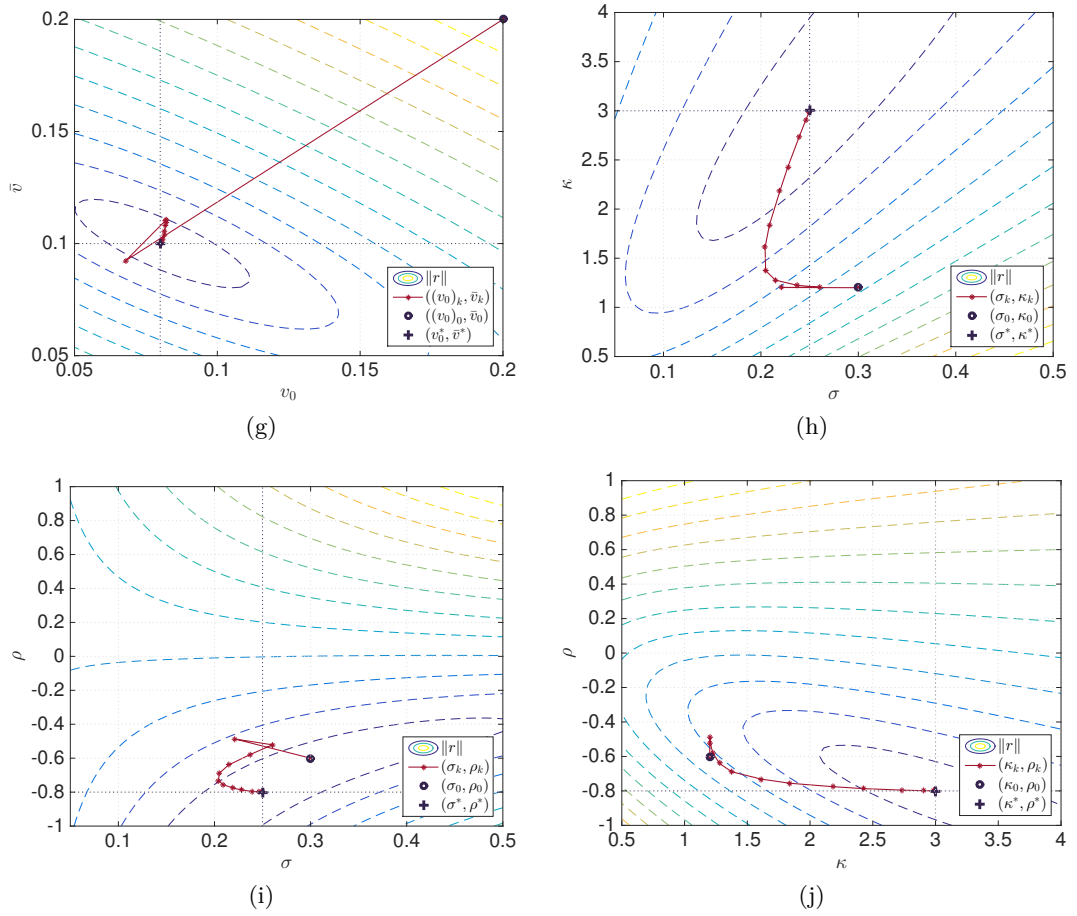 0.2
0.15
v̄
0.1
0.05
0.05 0.1 0.15 0.2
v₀
‖r‖
((v₀)ₖ, v̄ₖ)
((v₀)₀, v̄₀)
(v₀*, v̄*)
(g)
4
3.5
3
2.5
κ
2
1.5
1
0.5
0.1 0.2 0.3 0.4 0.5
σ
‖r‖
(σₖ, κₖ)
(σ₀, κ₀)
(σ*, κ*)
(h)
1
0.8
0.6
0.4
0.2
ρ 0
-0.2
-0.4
-0.6
-0.8
-1
0.1 0.2 0.3 0.4 0.5
σ
‖r‖
(σₖ, ρₖ)
(σ₀, ρ₀)
(σ*, ρ*)
(i)
1
0.8
0.6
0.4
0.2
ρ 0
-0.2
-0.4
-0.6
-0.8
-1
0.5 1 1.5 2 2.5 3 3.5 4
κ
‖r‖
(κₖ, ρₖ)
(κ₀, ρ₀)
(κ*, ρ*)
(j)